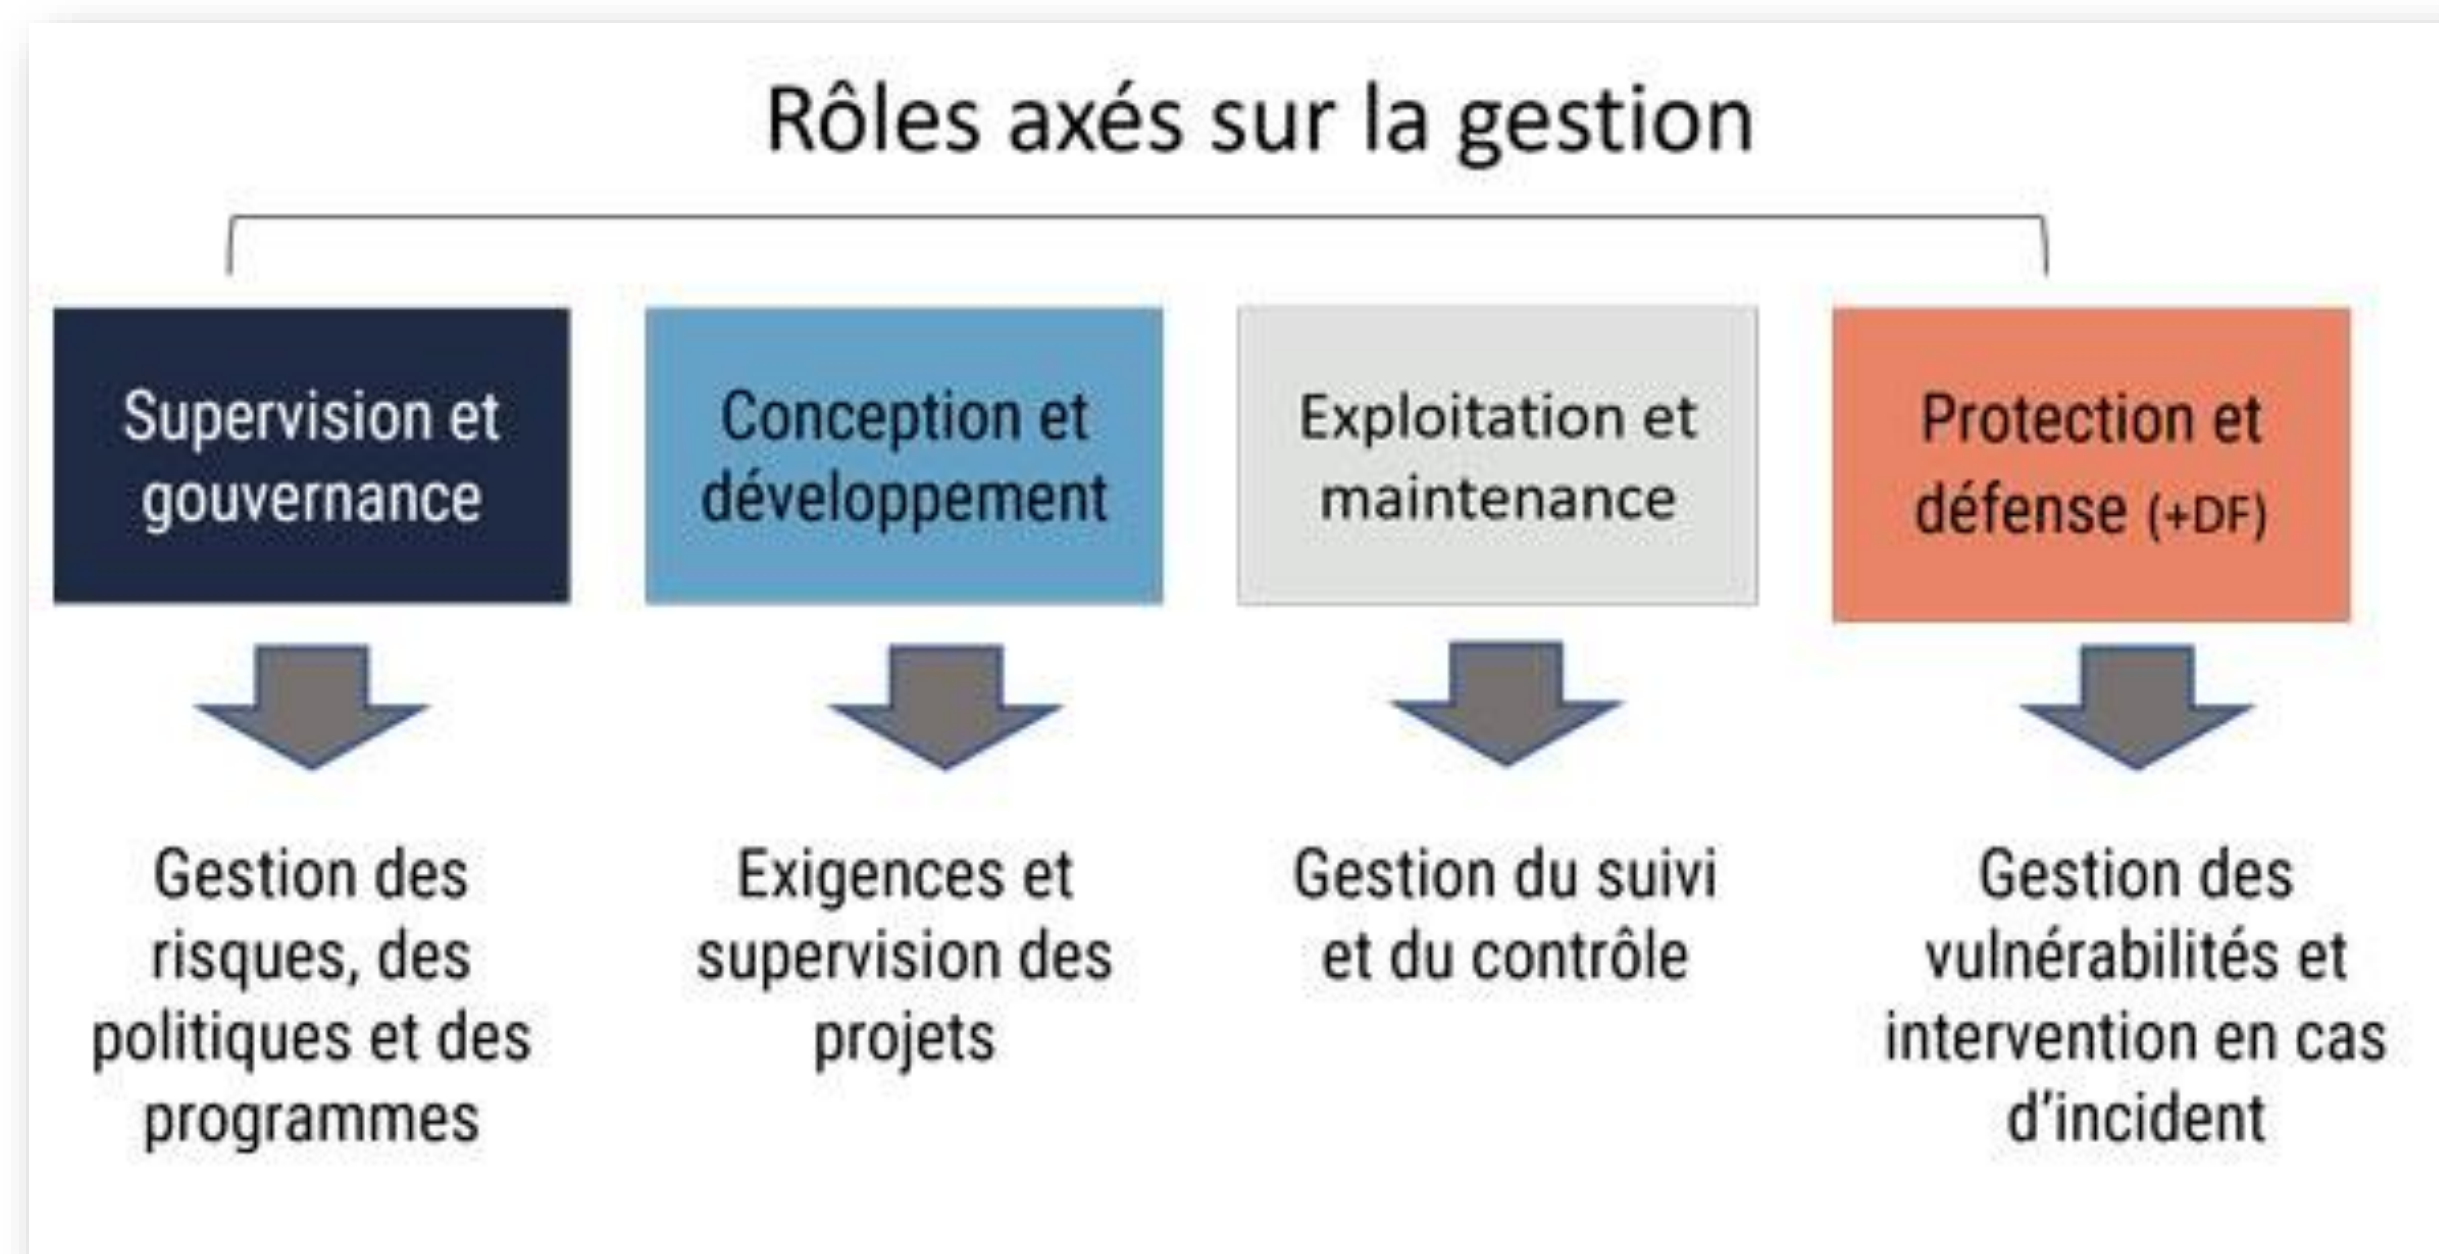 Rôles axés sur la gestion
Supervision et
gouvernance
Conception et
développement
Exploitation et
maintenance
Protection et
défense (+DF)
Gestion des
risques, des
politiques et des
programmes
Exigences et
supervision des
projets
Gestion du suivi
et du contrôle
Gestion des
vulnérabilités et
intervention en cas
d’incident